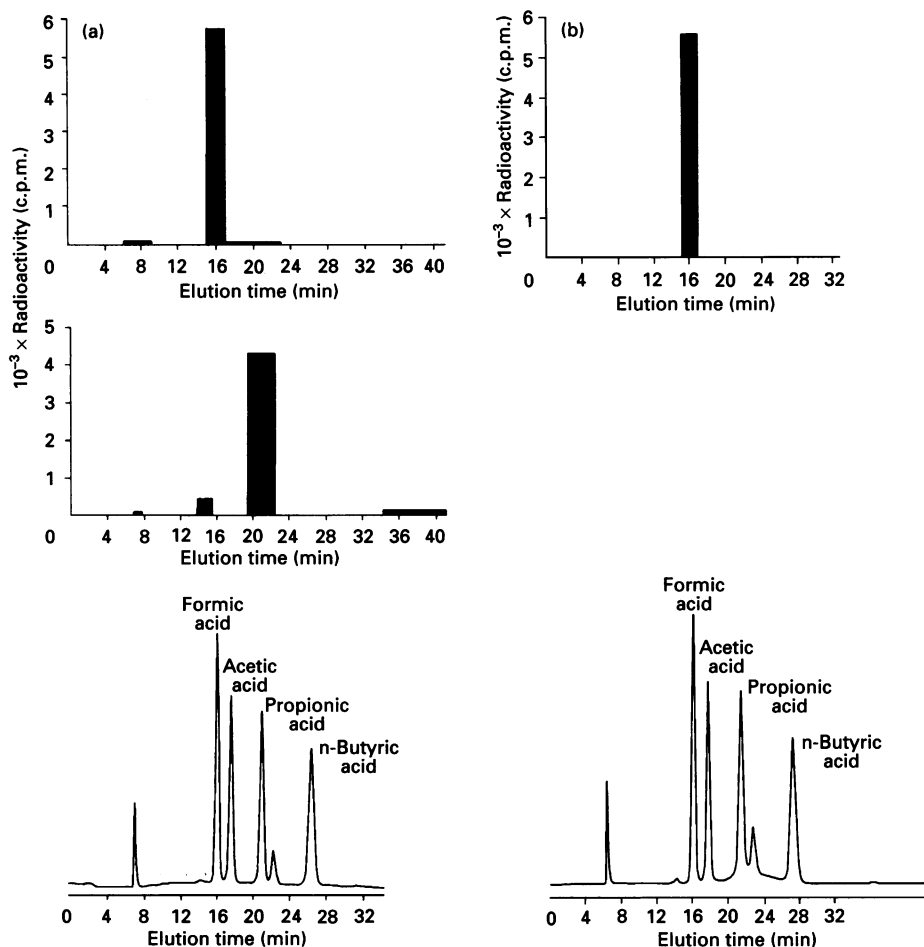 (a)
6
5
4
3
2
1
0
4 8 12 16 20 24 28 32 36 40
Elution time (min)
10⁻³ × Radioactivity (c.p.m.)
5
4
3
2
1
0
4 8 12 16 20 24 28 32 36 40
Elution time (min)
Formic
acid
Acetic
acid
Propionic
acid
n-Butyric
acid
0 4 8 12 16 20 24 28 32
Elution time (min)
(b)
10⁻³ × Radioactivity (c.p.m.)
6
5
4
3
2
1
0
4 8 12 16 20 24 28 32
Elution time (min)
Formic
acid
Acetic
acid
Propionic
acid
n-Butyric
acid
0 4 8 12 16 20 24 28 32
Elution time (min)